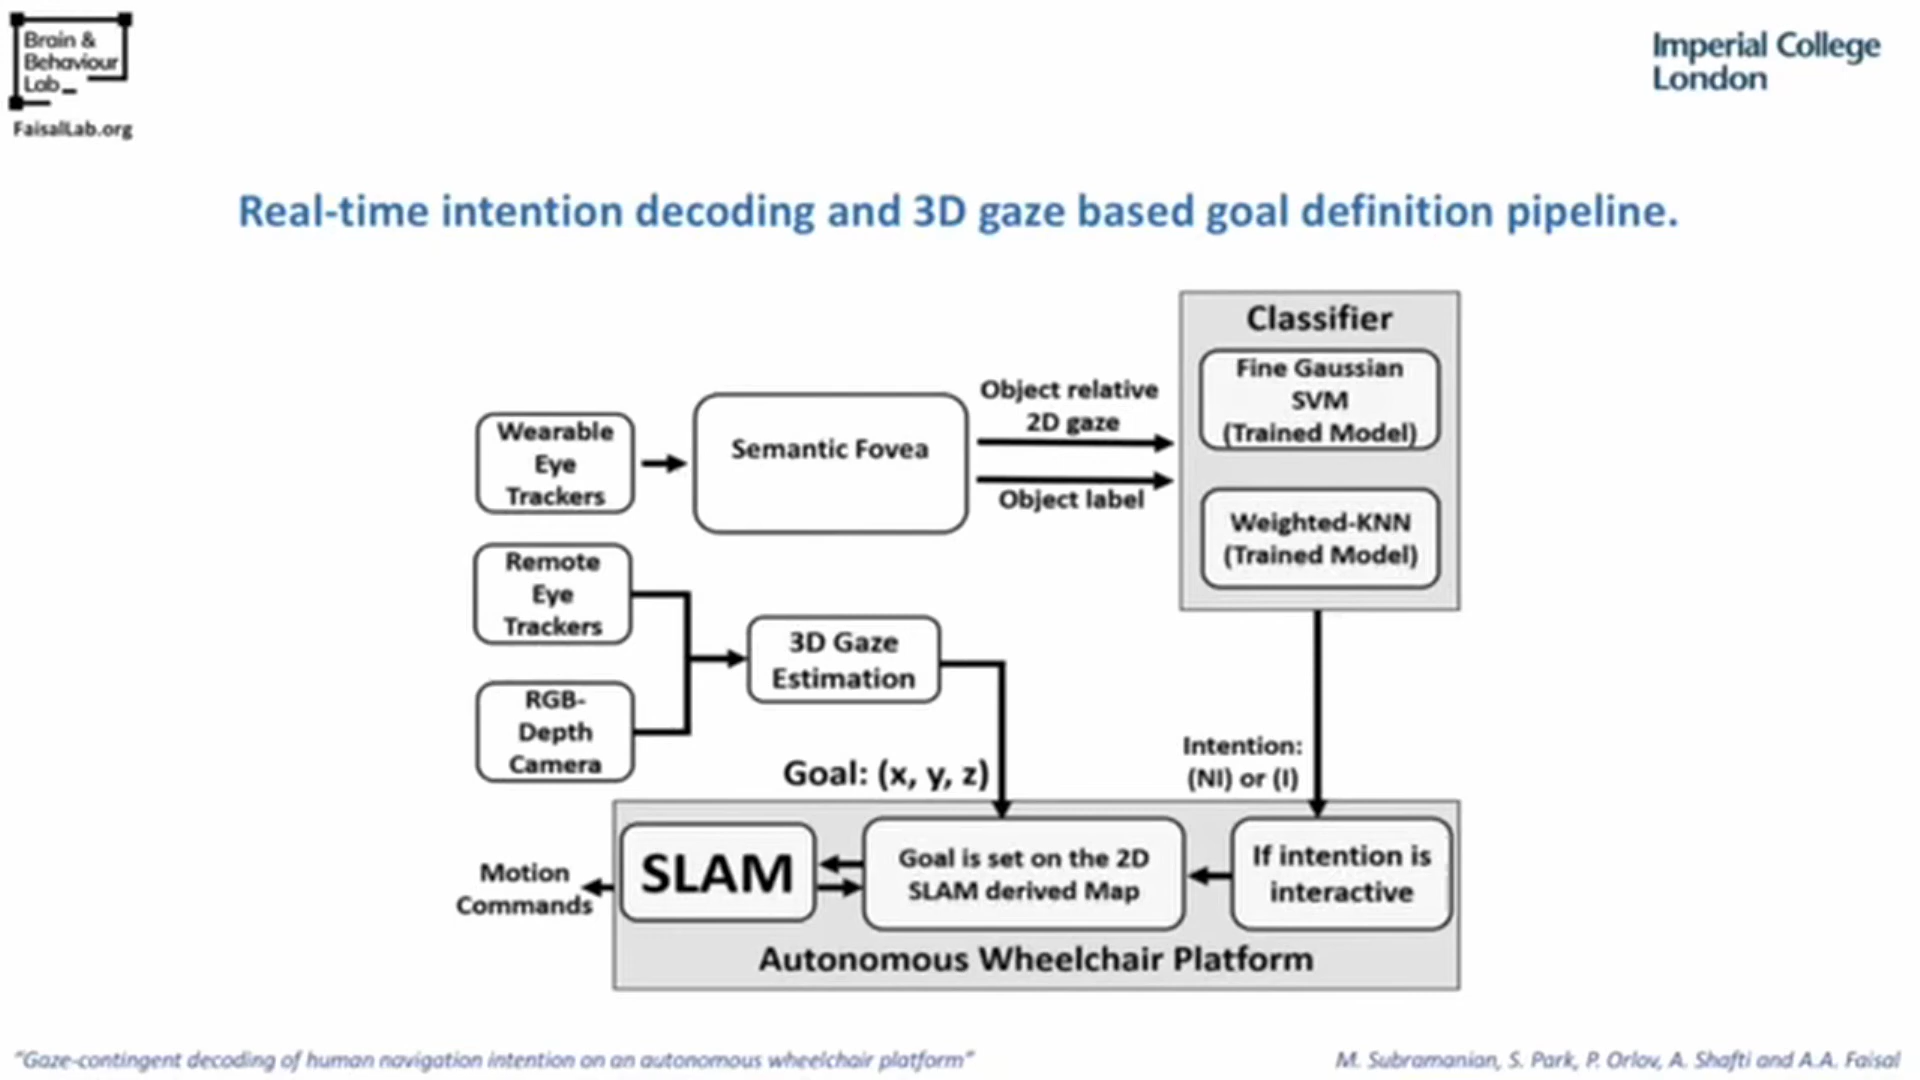 Brain &
Behaviour
Lab_
FaisalLab.org
Imperial College
London
Real-time intention decoding and 3D gaze based goal definition pipeline.
Classifier
Fine Gaussian
SVM
(Trained Model)
Weighted-KNN
(Trained Model)
Object relative
2D gaze
Object label
Wearable
Eye
Trackers
Semantic Fovea
Remote
Eye
Trackers
3D Gaze
Estimation
RGB-
Depth
Camera
Goal: (x, y, z)
Intention:
(NI) or (I)
Motion
Commands
SLAM
Goal is set on the 2D
SLAM derived Map
If intention is
interactive
Autonomous Wheelchair Platform
"Gaze-contingent decoding of human navigation intention on an autonomous wheelchair platform"
M. Subramanian, S. Park, P. Orlov, A. Shafti and A.A. Faisal